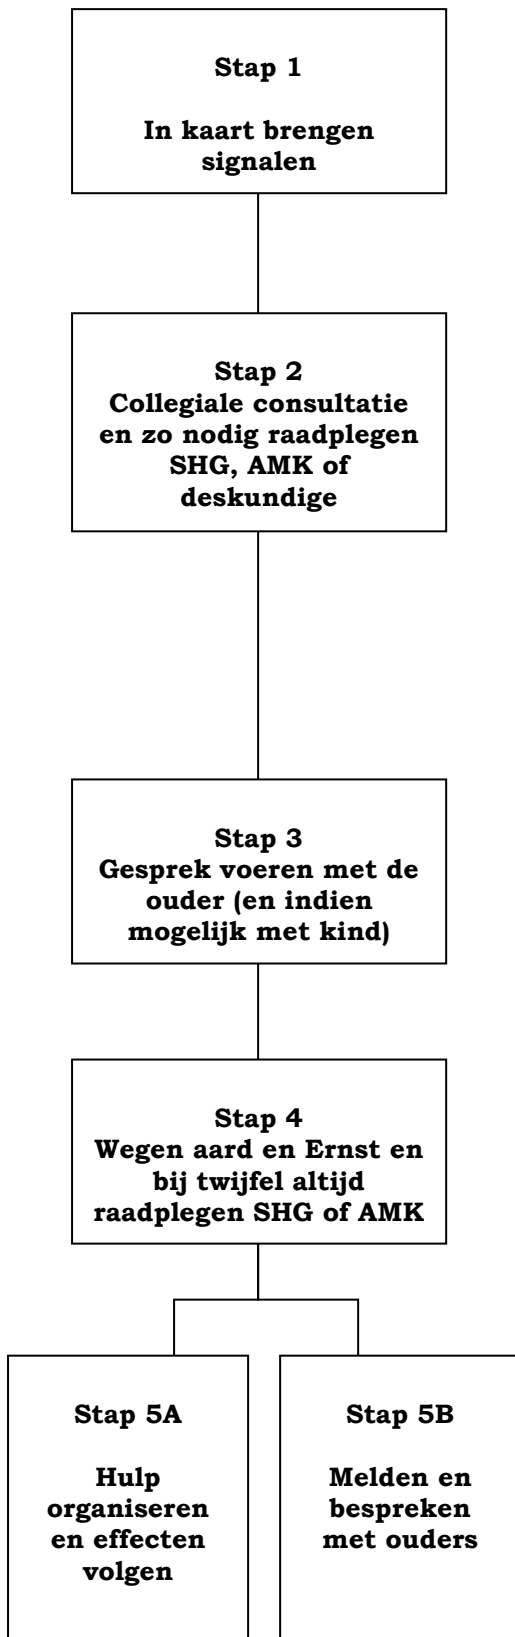 Stap 1
In kaart brengen
signalen
Stap 2
Collegiale consultatie
en zo nodig raadplegen
SHG, AMK of
deskundige
Stap 3
Gesprek voeren met de
ouder (en indien
mogelijk met kind)
Stap 4
Wegen aard en Ernst en
bij twijfel altijd
raadplegen SHG of AMK
Stap 5A
Hulp
organiseren
en effecten
volgen
Stap 5B
Melden en
bespreken
met ouders